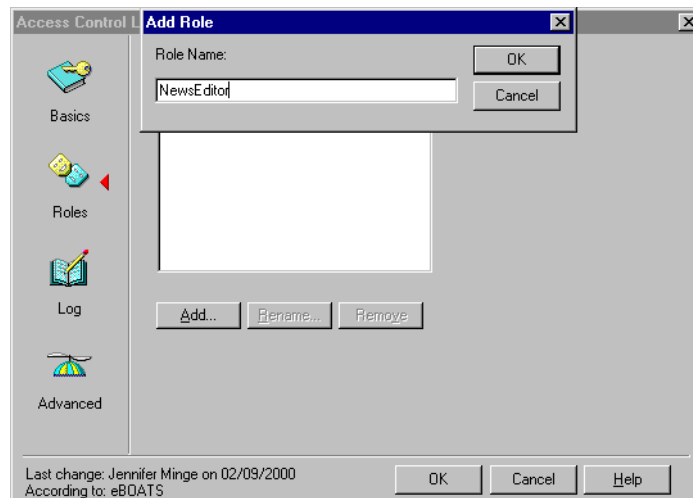 Access Control L
Add Role
Role Name:
OK
NewsEditor
Cancel
Basics
Roles
Log
Add...
Rename...
Remove
Advanced
Last change: Jennifer Minge on 02/09/2000
According to: eBOATS
OK
Cancel
Help